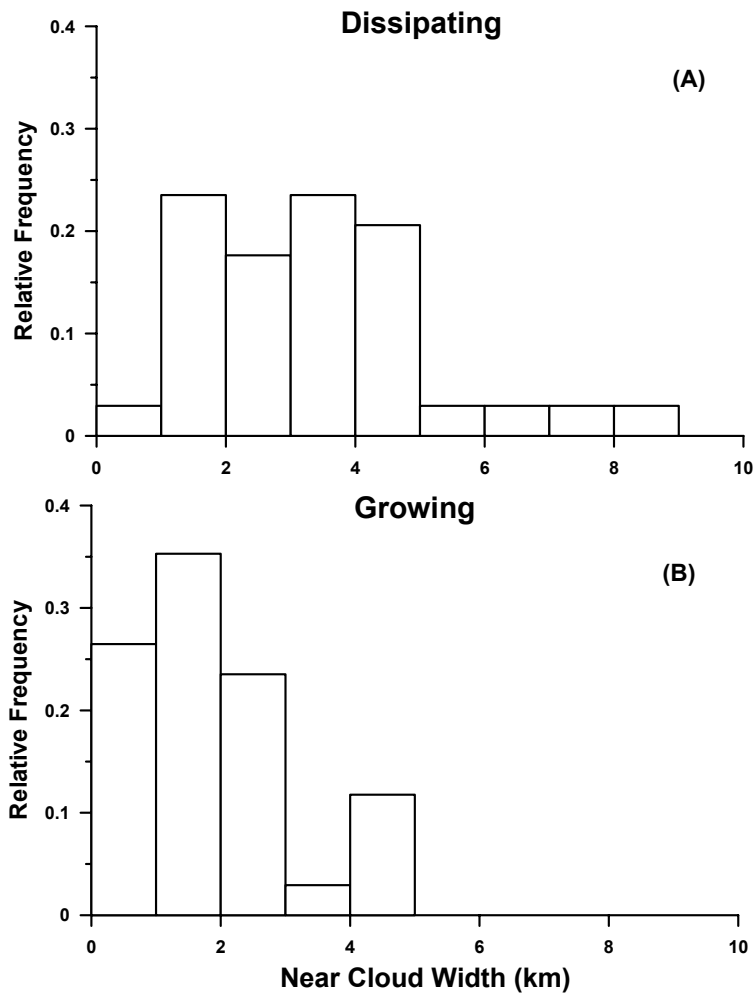 Dissipating
0.4
(A)
0.3
Relative Frequency
0.2
0.1
0
0 2 4 6 8 10
Growing
0.4
(B)
0.3
Relative Frequency
0.2
0.1
0
0 2 4 6 8 10
Near Cloud Width (km)